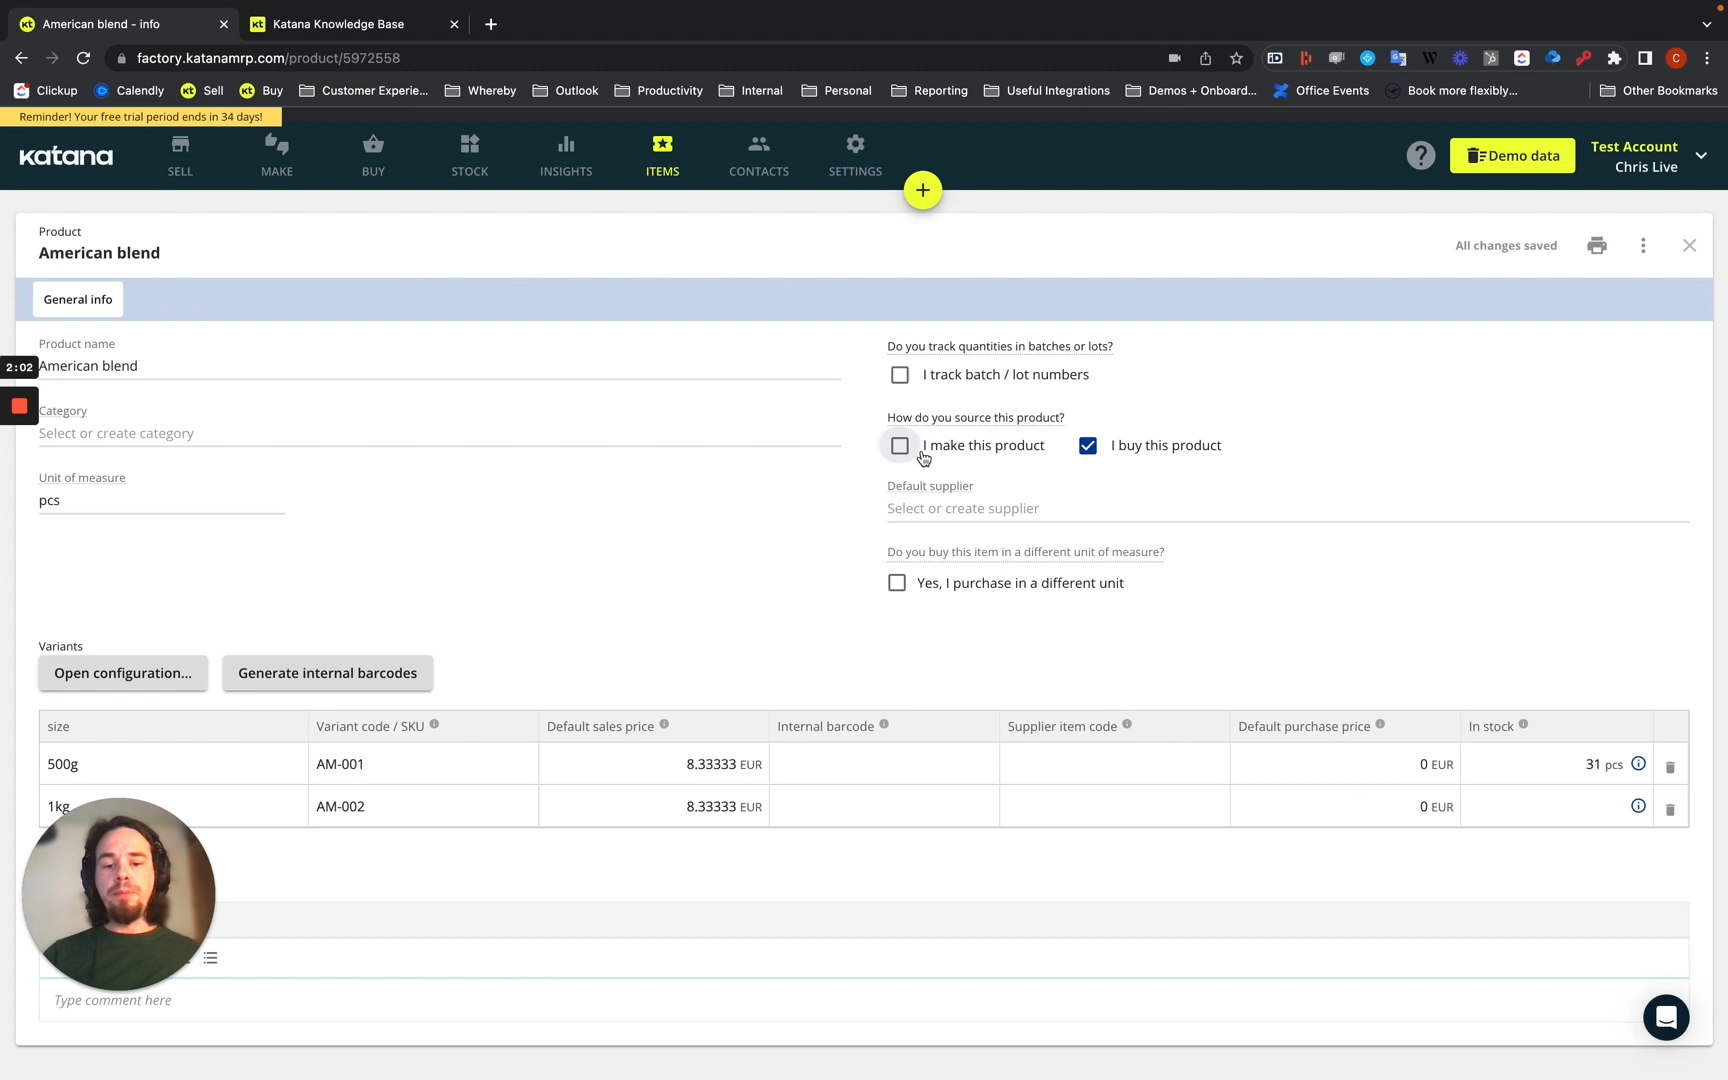 American blend - info
Katana Knowledge Base
factory.katanamrp.com/product/5972558
Clickup
Calendly
Sell
Buy
Customer Experie...
Whereby
Outlook
Productivity
Internal
Personal
Reporting
Useful Integrations
Demos + Onboard...
Office Events
Book more flexibly...
Other Bookmarks
Reminder! Your free trial period ends in 34 days!
katana
SELL
MAKE
BUY
STOCK
INSIGHTS
ITEMS
CONTACTS
SETTINGS
Demo data
Test Account
Chris Live
Product
American blend
All changes saved
General info
Product name
American blend
Category
Select or create category
Unit of measure
pcs
2:02
Do you track quantities in batches or lots?
I track batch / lot numbers
How do you source this product?
I make this product
I buy this product
Default supplier
Select or create supplier
Do you buy this item in a different unit of measure?
Yes, I purchase in a different unit
Variants
Open configuration...
Generate internal barcodes
size Variant code / SKU Default sales price Internal barcode Supplier item code Default purchase price In stock
500g AM-001 8.33333 EUR 0 EUR 31 pcs
1kg AM-002 8.33333 EUR 0 EUR
Type comment here